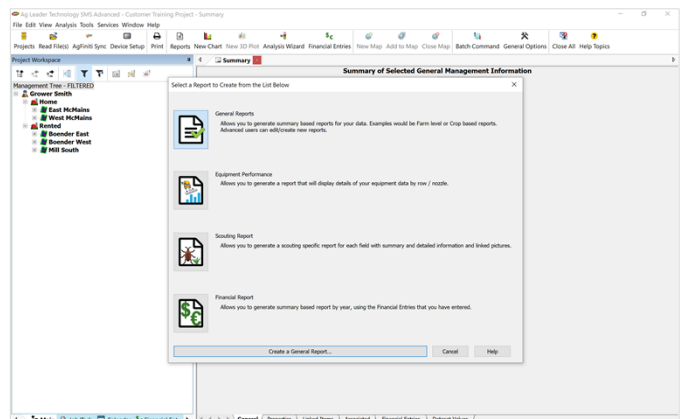 Ag Leader Technology SMS Advanced - Customer Training Project - Summary
File Edit View Analysis Tools Services Window Help
Projects Read File(s) AgFiniti Sync Device Setup Print Reports New Chart New 3D Plot Analysis Wizard Financial Entries New Map Add to Map Close Map Batch Command General Options Close All Help Topics
Project Workspace
Summary
Summary of Selected General Management Information
Management Tree - FILTERED
Grower Smith
Home
East McMains
West McMains
Rented
Boender East
Boender West
Mill South
Select a Report to Create from the List Below
General Reports
Allows you to generate summary based reports for your data. Examples would be Farm level or Crop based reports.
Advanced users can edit/create new reports.
Equipment Performance
Allows you to generate a report that will display details of your equipment data by row / nozzle.
Scouting Report
Allows you to generate a scouting specific report for each field with summary and detailed information and linked pictures.
Financial Report
Allows you to generate summary based report by year, using the Financial Entries that you have entered.
Create a General Report... Cancel Help
General Properties Linked Items Associated Financial Entries Dataset Values